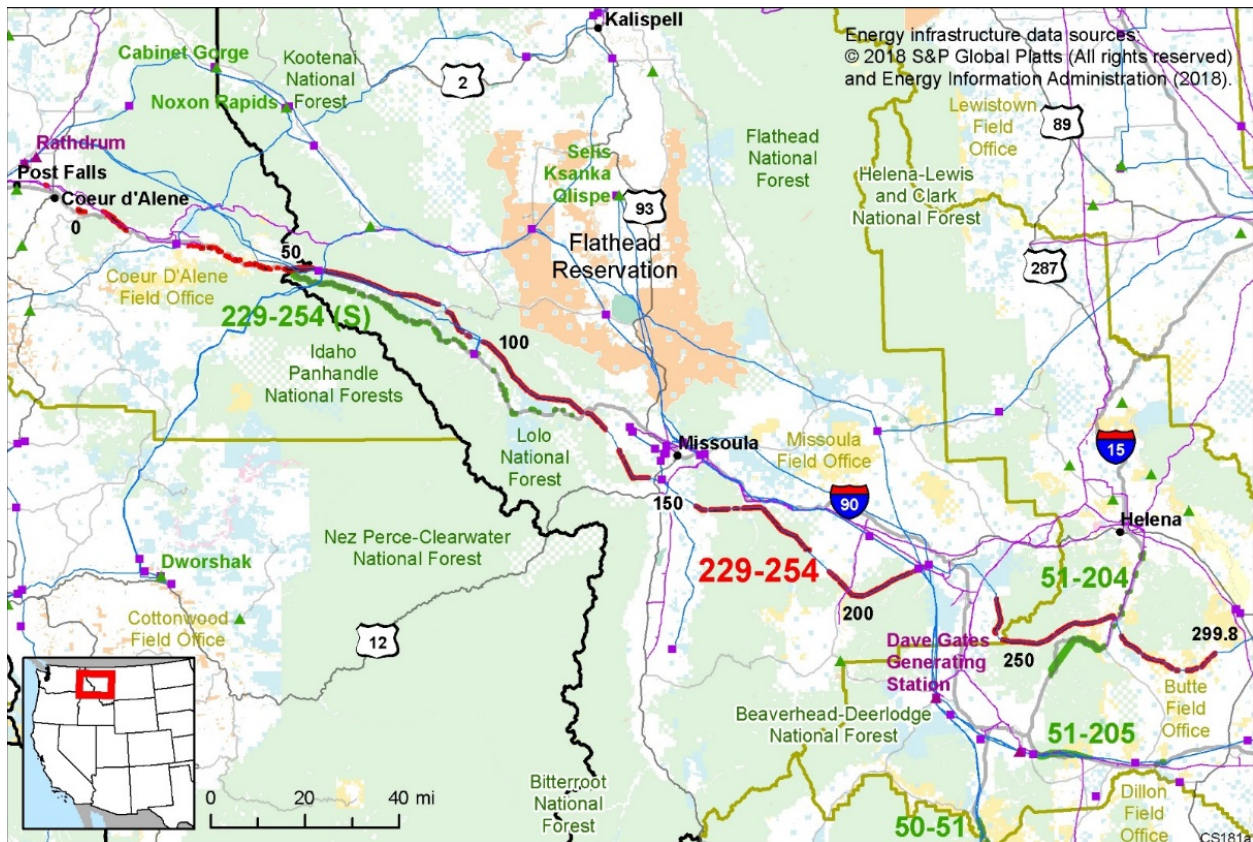 Kalispell
Energy infrastructure data sources:
© 2018 S&P Global Platts (All rights reserved)
and Energy Information Administration (2018).
Cabinet Gorge
Kootenai
National
Forest
2
Noxon Rapids
Lewistown
Field
Office
89
Rathdrum
Flathead
National
Forest
Selis
Ksanka
Qlispe
Helena-Lewis
and Clark
National Forest
Post Falls
Coeur d'Alene
0
93
Flathead
Reservation
50
287
Coeur D'Alene
Field Office
229-254 (S)
100
Idaho
Panhandle
National Forests
Lolo
National
Forest
Missoula
Missoula
Field Office
15
150
90
Helena
Nez Perce-Clearwater
National Forest
229-254
51-204
Dworshak
200
299.8
Cottonwood
Field Office
12
Dave Gates
Generating
Station
250
Butte
Field
Office
Beaverhead-Deerlodge
National Forest
51-205
Bitterroot
National
Forest
Dillon
Field
Office
0
20
40 mi
50-51
CS181a